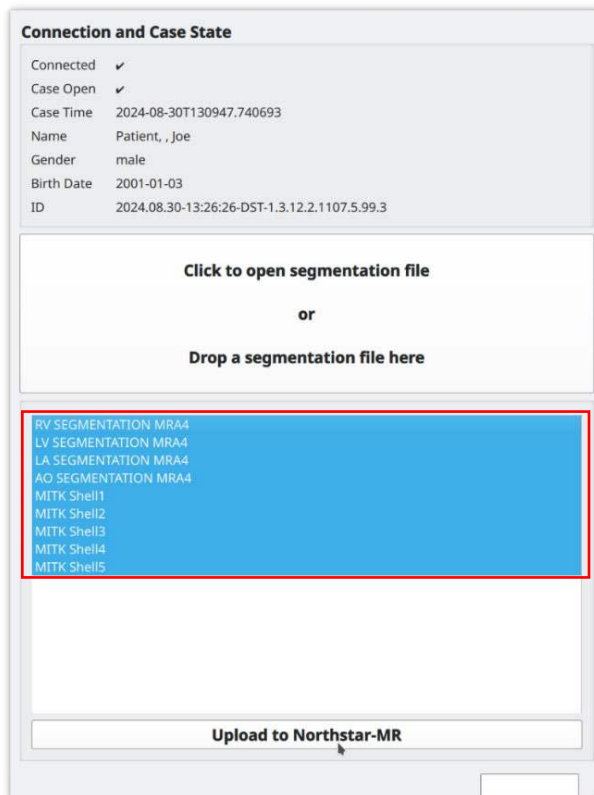 Connection and Case State
Connected ✔
Case Open ✔
Case Time 2024-08-30T130947.740693
Name Patient, , Joe
Gender male
Birth Date 2001-01-03
ID 2024.08.30-13:26:26-DST-1.3.12.2.1107.5.99.3
Click to open segmentation file
or
Drop a segmentation file here
RV SEGMENTATION MRA4
LV SEGMENTATION MRA4
LA SEGMENTATION MRA4
AO SEGMENTATION MRA4
MITK Shell1
MITK Shell2
MITK Shell3
MITK Shell4
MITK Shell5
Upload to Northstar-MR